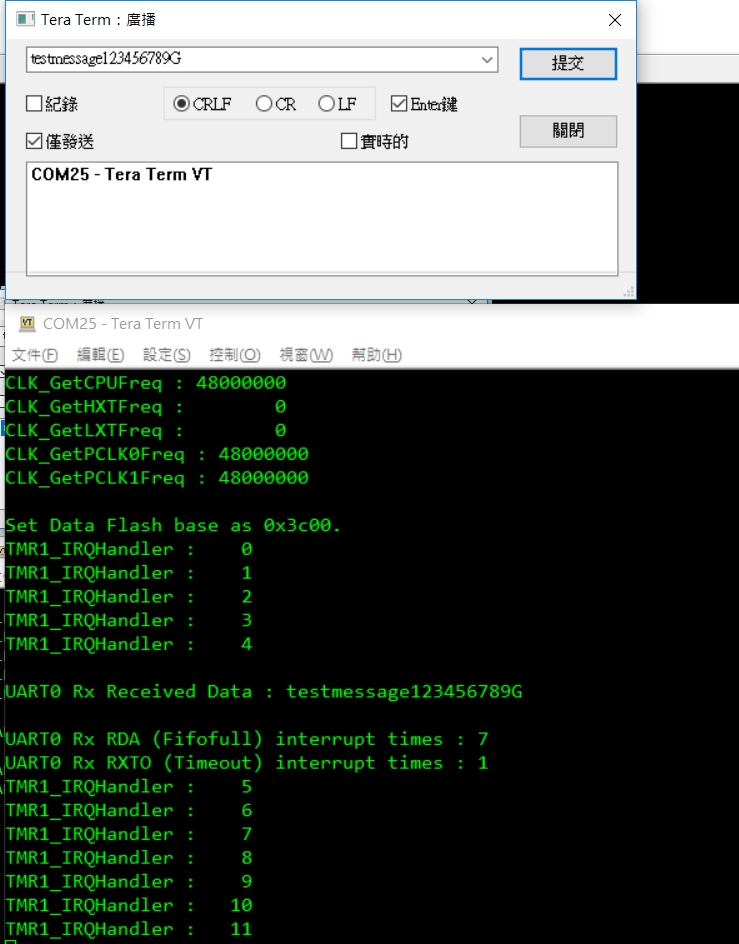 Tera Term：廣播
testmessage123456789G
提交
紀錄
CRLF
CR
LF
Enter鍵
僅發送
實時的
關閉
COM25 - Tera Term VT
Tera Term：廣播
COM25 - Tera Term VT
文件(F) 編輯(E) 設定(S) 控制(O) 視窗(W) 幫助(H)
CLK_GetCPUFreq : 48000000
CLK_GetHXTFreq :        0
CLK_GetLXTFreq :        0
CLK_GetPCLK0Freq : 48000000
CLK_GetPCLK1Freq : 48000000
Set Data Flash base as 0x3c00.
TMR1_IRQHandler :    0
TMR1_IRQHandler :    1
TMR1_IRQHandler :    2
TMR1_IRQHandler :    3
TMR1_IRQHandler :    4
UART0 Rx Received Data : testmessage123456789G
UART0 Rx RDA (Fifofull) interrupt times : 7
UART0 Rx RXTO (Timeout) interrupt times : 1
TMR1_IRQHandler :    5
TMR1_IRQHandler :    6
TMR1_IRQHandler :    7
TMR1_IRQHandler :    8
TMR1_IRQHandler :    9
TMR1_IRQHandler :   10
TMR1_IRQHandler :   11